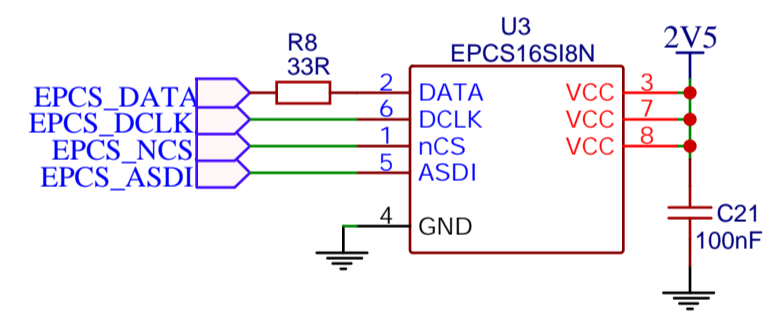 U3
EPCS16SI8N
2V5
R8
33R
EPCS_DATA
2
DATA
VCC
3
EPCS_DCLK
6
DCLK
VCC
7
EPCS_NCS
1
nCS
VCC
8
EPCS_ASDI
5
ASDI
4
GND
C21
100nF